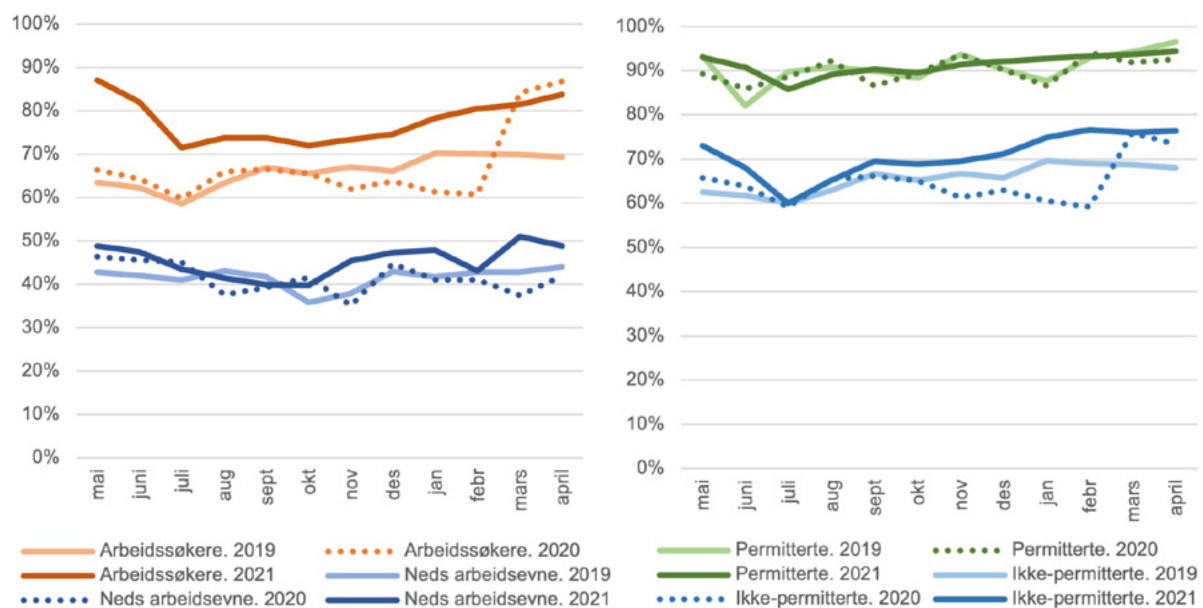 100%
90%
80%
70%
60%
50%
40%
30%
20%
10%
0%
mai
juni
juli
aug
sept
okt
nov
des
jan
febr
mars
april
Arbeidssøkere. 2019
Arbeidssøkere. 2020
Arbeidssøkere. 2021
Neds arbeidsevne. 2019
Neds arbeidsevne. 2020
Neds arbeidsevne. 2021
100%
90%
80%
70%
60%
50%
40%
30%
20%
10%
0%
mai
juni
juli
aug
sept
okt
nov
des
jan
febr
mars
april
Permitterte. 2019
Permitterte. 2020
Permitterte. 2021
Ikke-permitterte. 2019
Ikke-permitterte. 2020
Ikke-permitterte. 2021